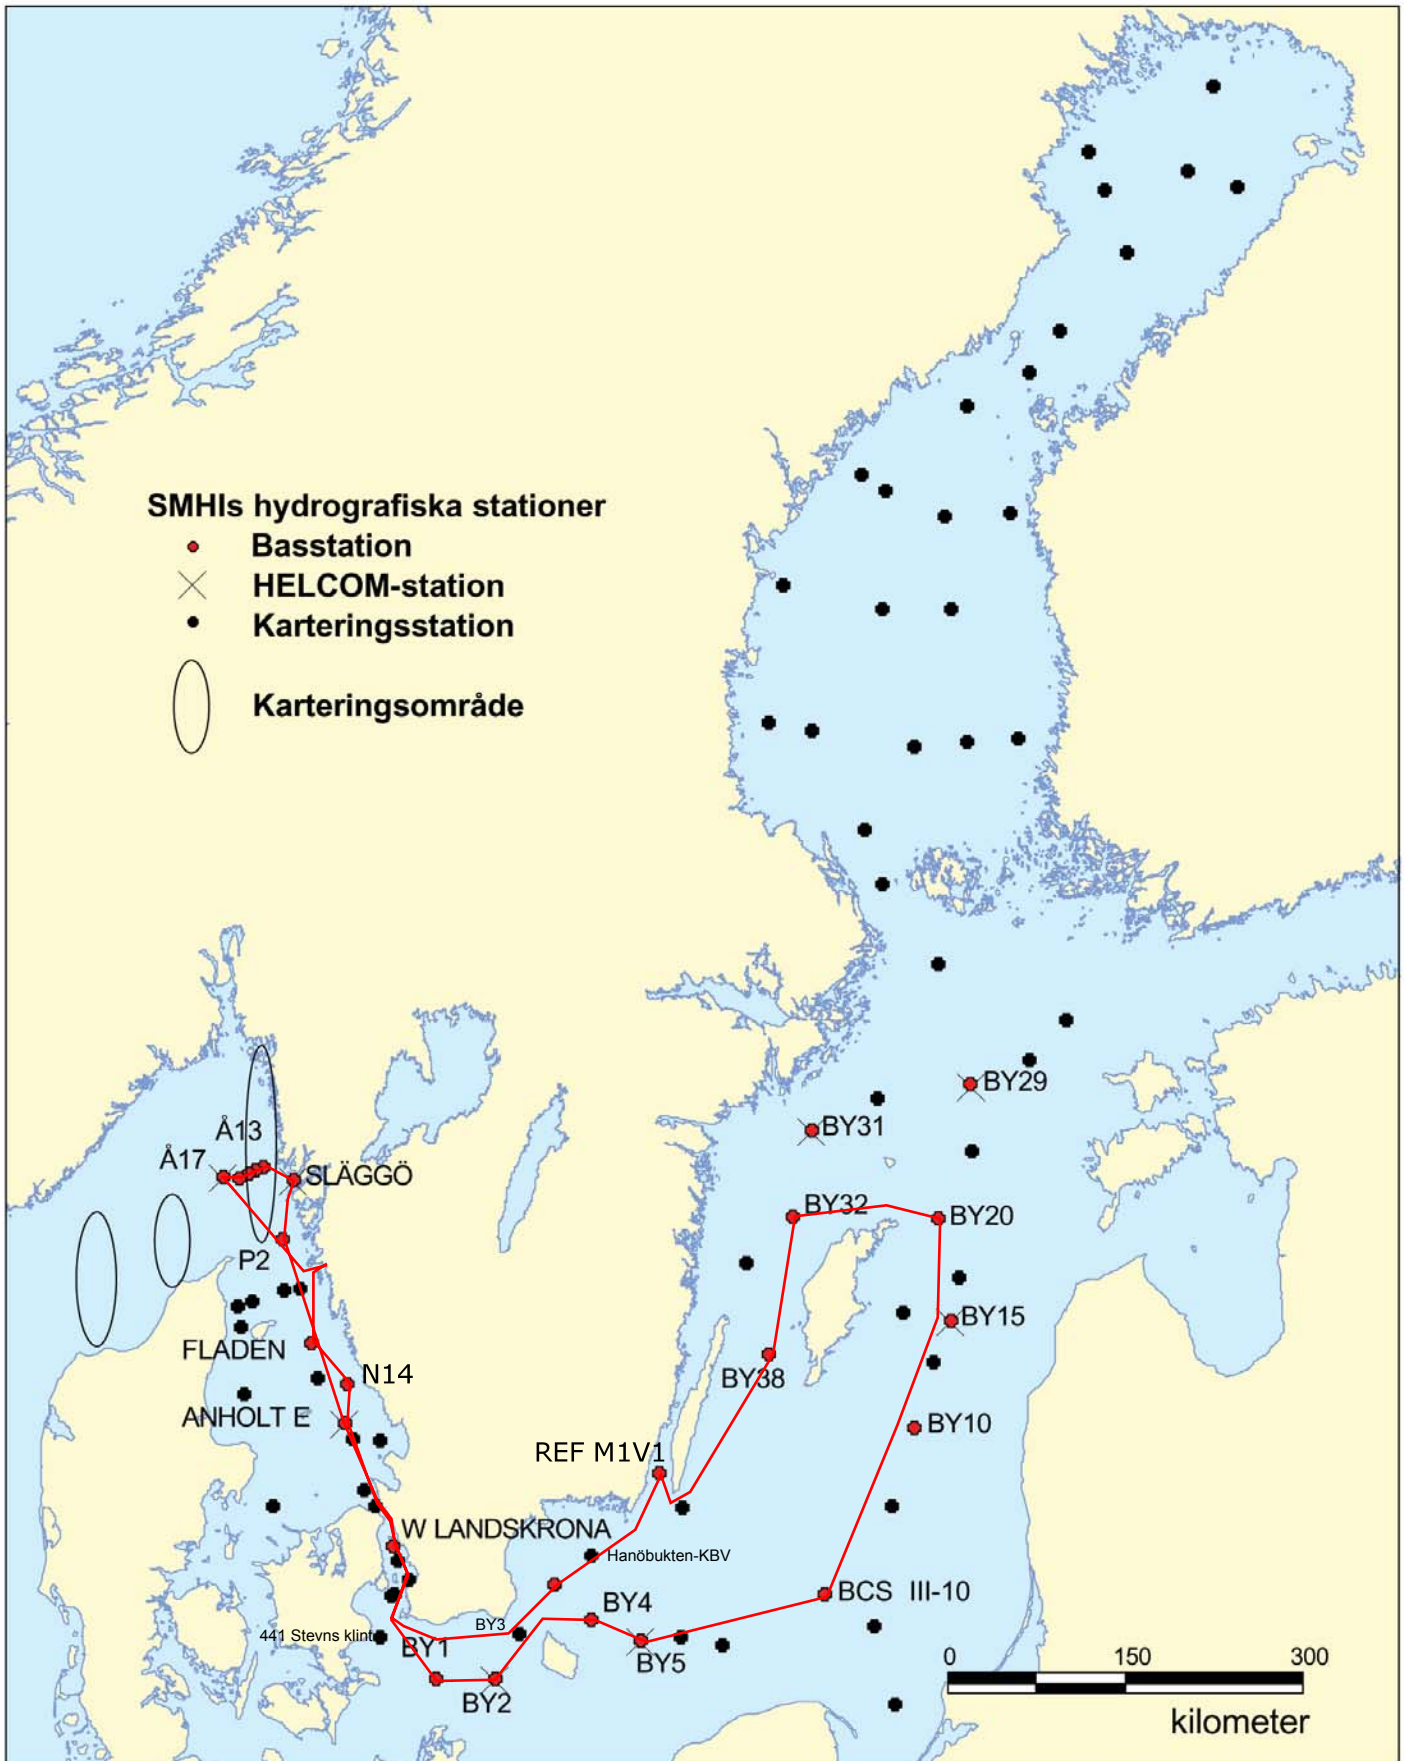 SMHIs hydrografiska stationer
Basstation
HELCOM-station
Karteringsstation
Karteringsområde
BY29
Å13
BY31
Å17
SLÄGGÖ
BY32
BY20
P2
BY15
FLADEN
N14
BY38
ANHOLT E
BY10
REF M1V1
W LANDSKRONA
Hanöbukten-KBV
BCS III-10
BY4
BY3
441 Stevns klint
BY1
BY5
BY2
0 150 300
kilometer